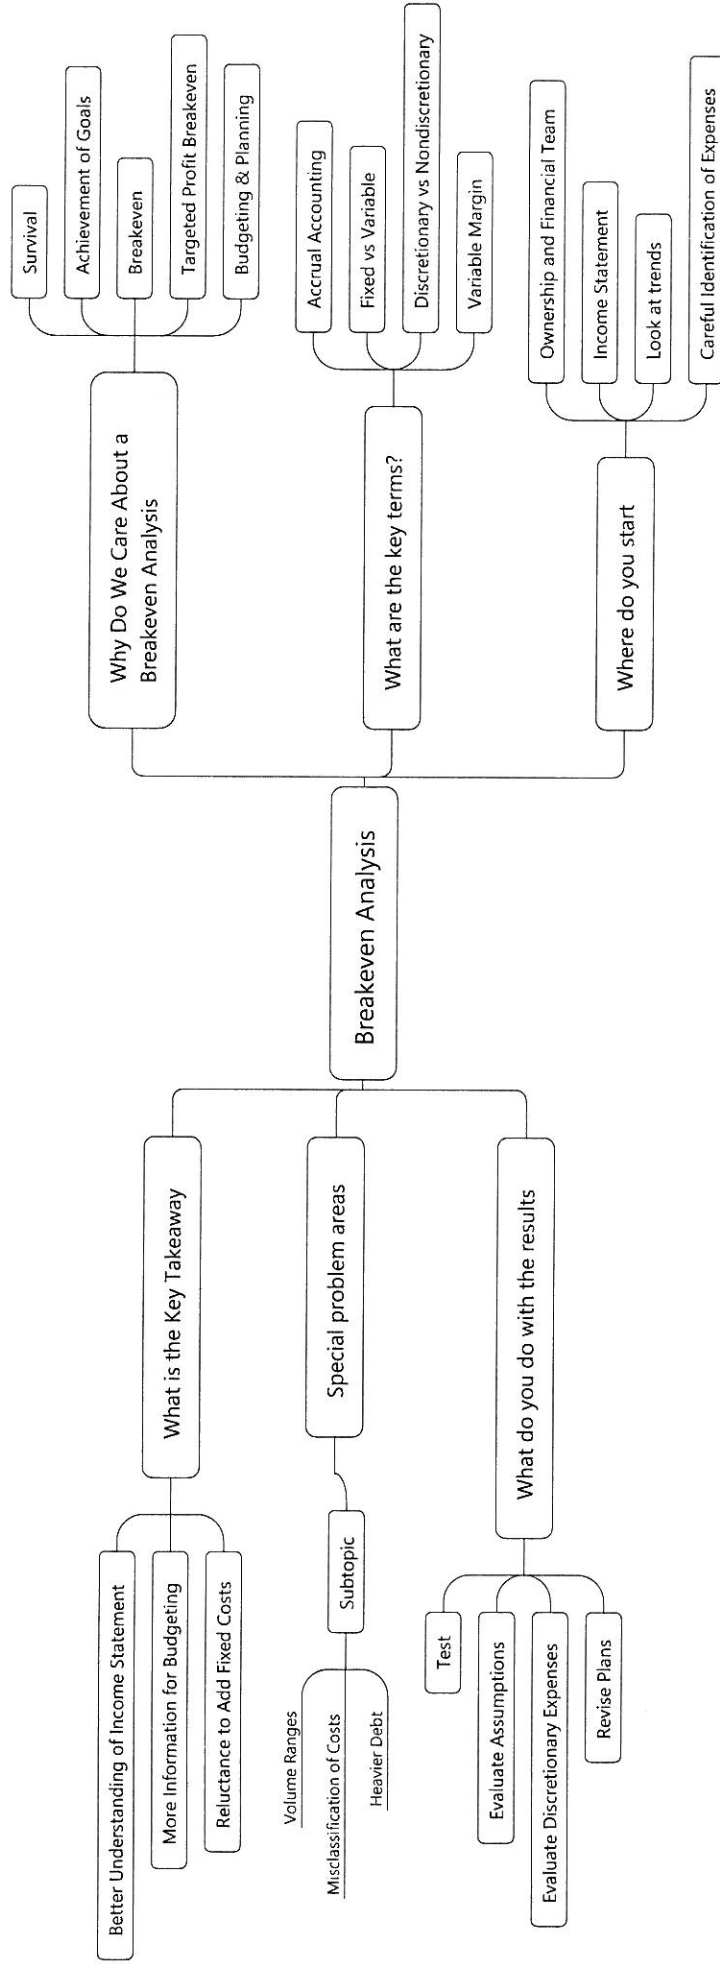 Breakeven Analysis
Why Do We Care About a
Breakeven Analysis
Survival
Achievement of Goals
Breakeven
Targeted Profit Breakeven
Budgeting & Planning
What are the key terms?
Accrual Accounting
Fixed vs Variable
Discretionary vs Nondiscretionary
Variable Margin
Where do you start
Ownership and Financial Team
Income Statement
Look at trends
Careful Identification of Expenses
What is the Key Takeaway
Better Understanding of Income Statement
More Information for Budgeting
Reluctance to Add Fixed Costs
Special problem areas
Subtopic
Volume Ranges
Misclassification of Costs
Heavier Debt
What do you do with the results
Test
Evaluate Assumptions
Evaluate Discretionary Expenses
Revise Plans